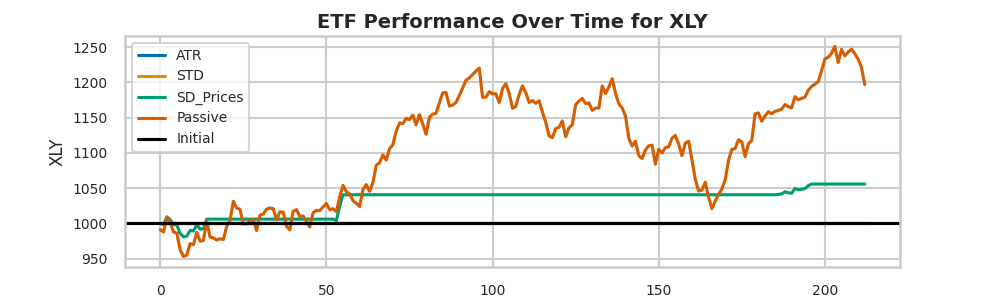 ETF Performance Over Time for XLY
1250
1200
1150
1100
1050
1000
950
XLY
ATR
STD
SD_Prices
Passive
Initial
0
50
100
150
200